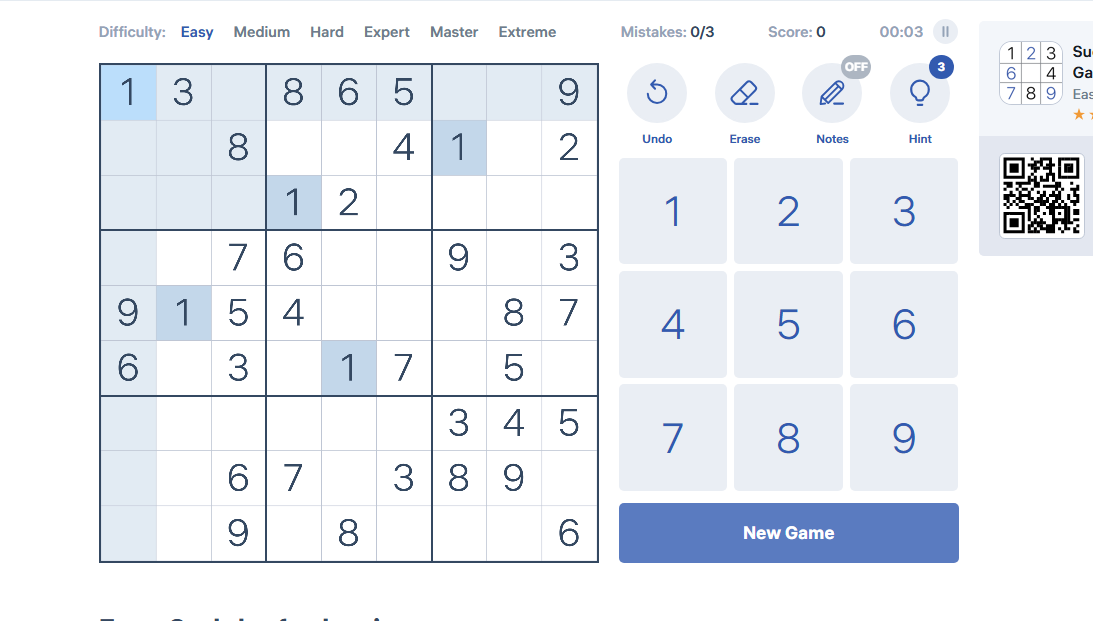 Difficulty: Easy Medium Hard Expert Master Extreme Mistakes: 0/3 Score: 0 00:03
1 3 8 6 5 9
8 4 1 2
1 2
7 6 9 3
9 1 5 4 8 7
6 3 1 7 5
3 4 5
6 7 3 8 9
9 8 6
OFF 3
Undo Erase Notes Hint
1 2 3
4 5 6
7 8 9
New Game
1 2 3
6 4
7 8 9
Su
Ga
Eas